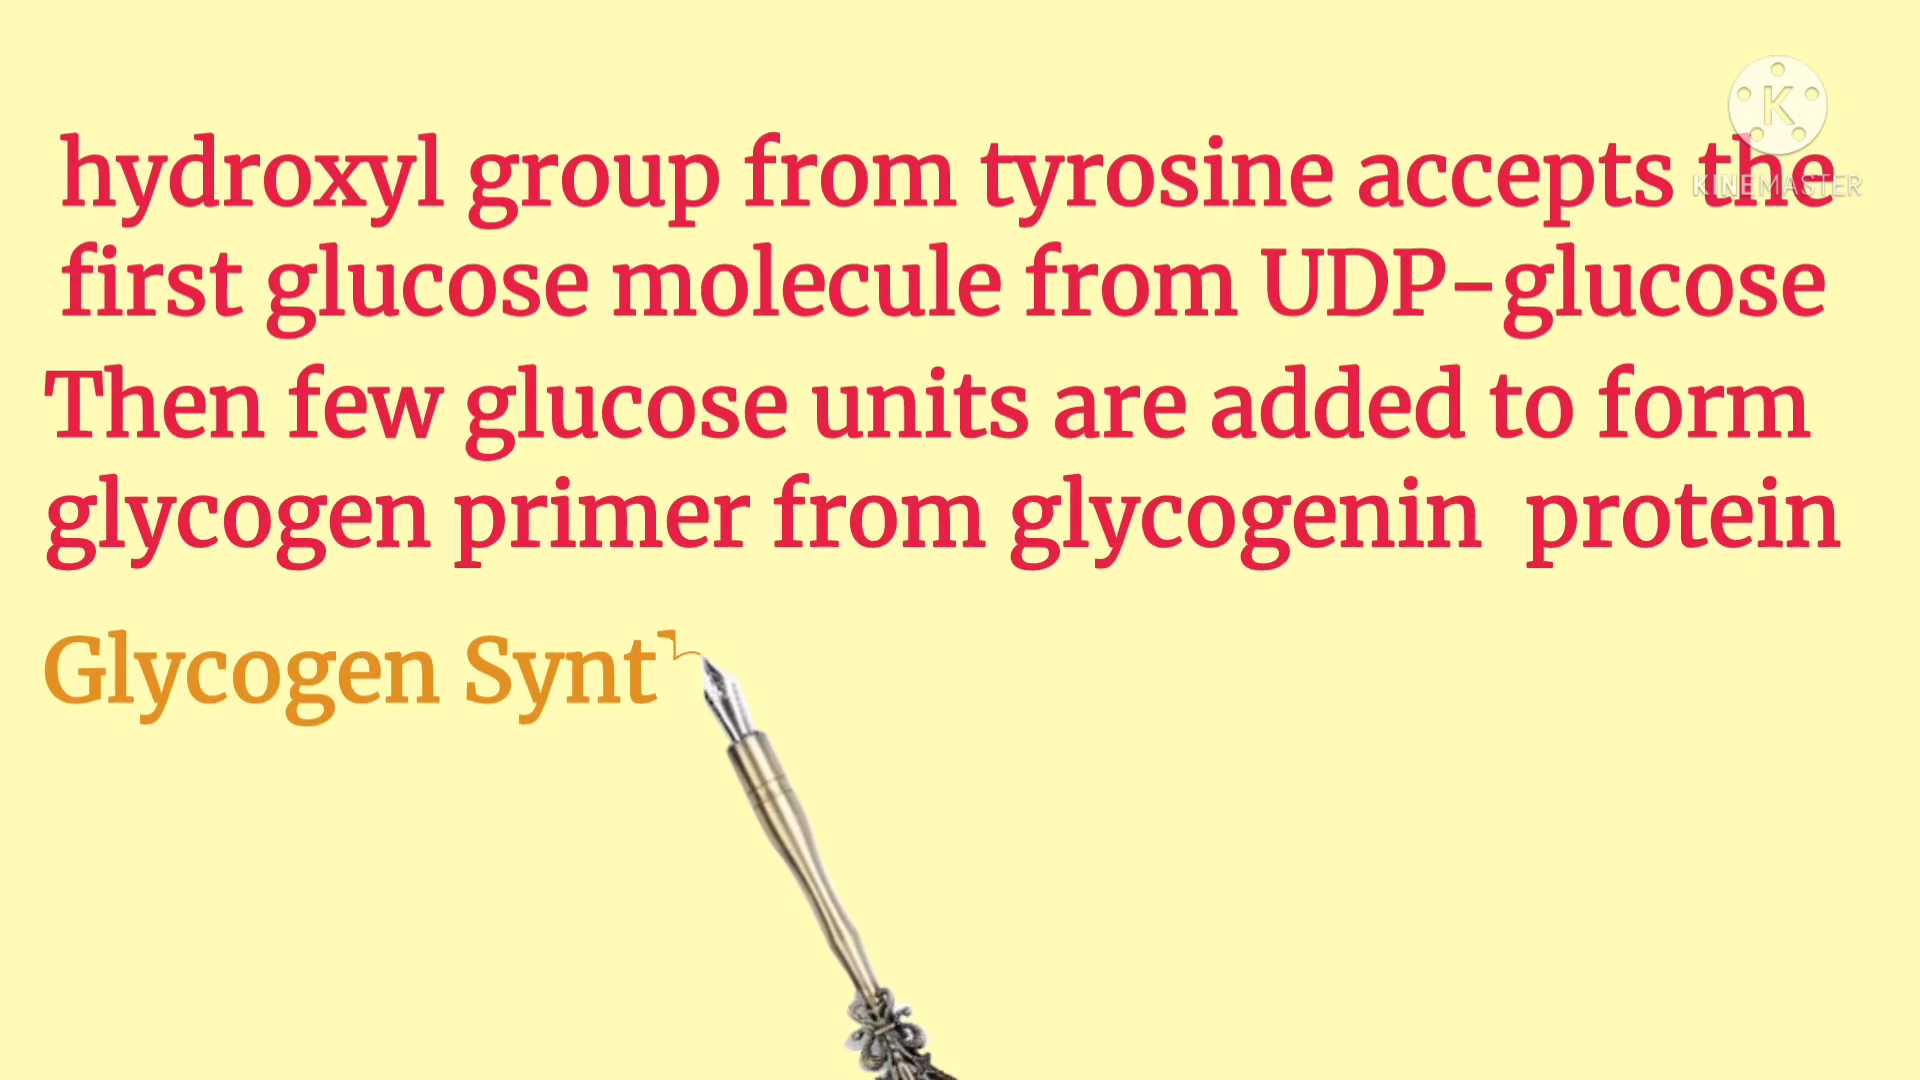 hydroxyl group from tyrosine accepts the
first glucose molecule from UDP-glucose
Then few glucose units are added to form
glycogen primer from glycogenin protein
Glycogen Synt
K
KINEMASTER